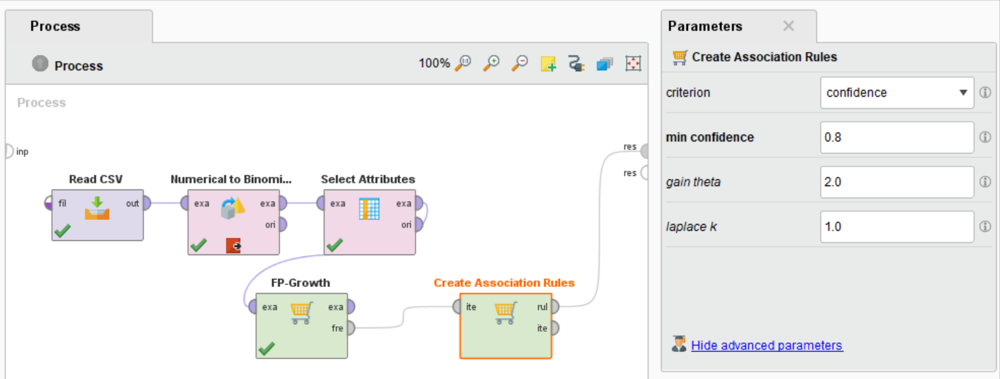 Process
Process
100%
Process
inp
res
res
Read CSV
fil
out
Numerical to Binomi...
exa
exa
ori
Select Attributes
exa
exa
ori
FP-Growth
exa
exa
fre
Create Association Rules
ite
rul
ite
Parameters
Create Association Rules
criterion
confidence
min confidence
0.8
gain theta
2.0
laplace k
1.0
Hide advanced parameters